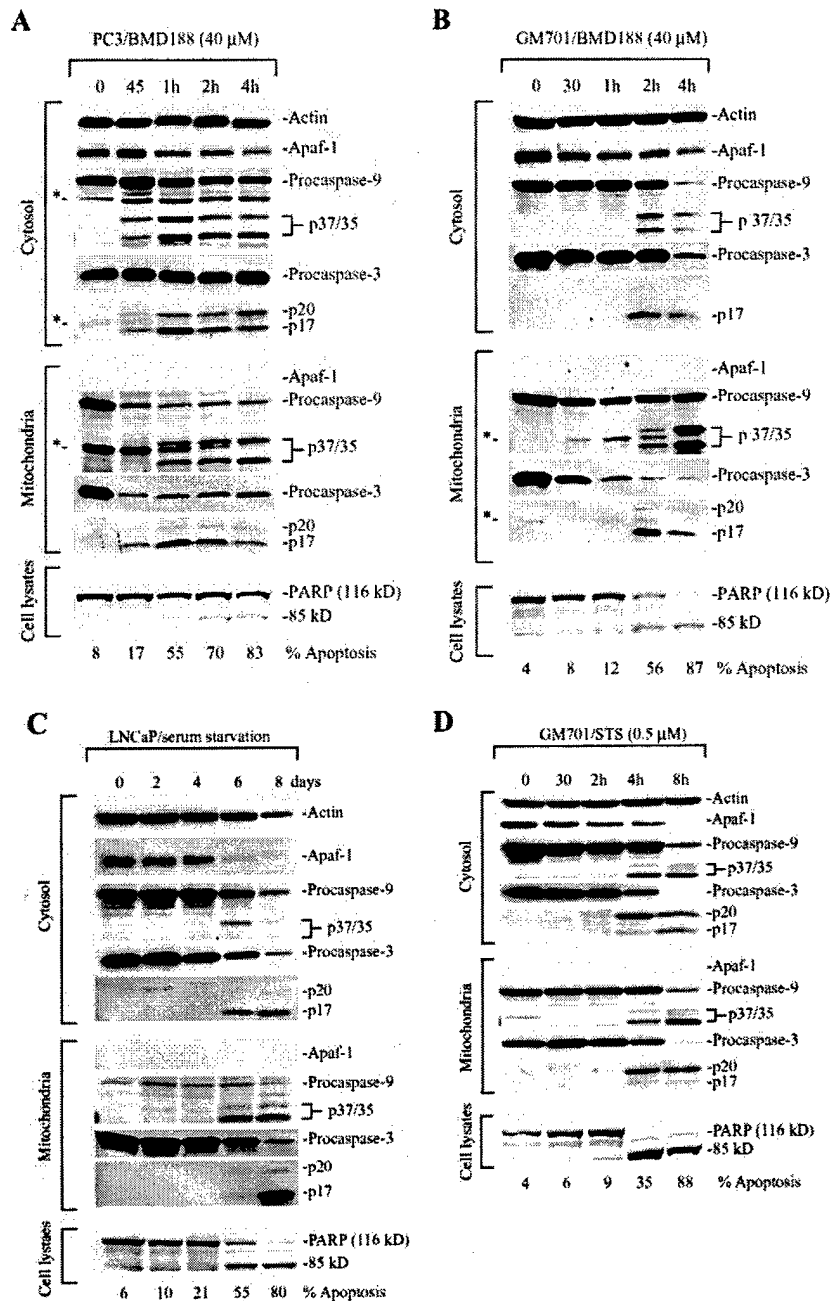 A
PC3/BMD188 (40 µM)
0 45 1h 2h 4h
Cytosol
-Actin
-Apaf-1
-Procaspase-9
*-
p37/35
-Procaspase-3
-p20
*-
-p17
Mitochondria
-Apaf-1
-Procaspase-9
*-
p37/35
-Procaspase-3
-p20
-p17
Cell lysates
-PARP (116 kD)
-85 kD
8 17 55 70 83 % Apoptosis
B
GM701/BMD188 (40 µM)
0 30 1h 2h 4h
Cytosol
-Actin
-Apaf-1
-Procaspase-9
p37/35
-Procaspase-3
-p17
Mitochondria
-Apaf-1
-Procaspase-9
*-
p 37/35
-Procaspase-3
-p20
*-
-p17
Cell lysates
-PARP (116 kD)
-85 kD
4 8 12 56 87 % Apoptosis
C
LNCaP/serum starvation
0 2 4 6 8 days
Cytosol
-Actin
-Apaf-1
-Procaspase-9
p37/35
-Procaspase-3
-p20
-p17
Mitochondria
-Apaf-1
-Procaspase-9
p37/35
-Procaspase-3
-p20
-p17
Cell lystaes
-PARP (116 kD)
-85 kD
6 10 21 55 80 % Apoptosis
D
GM701/STS (0.5 µM)
0 30 2h 4h 8h
Cytosol
-Actin
-Apaf-1
-Procaspase-9
p37/35
-Procaspase-3
-p20
-p17
Mitochondria
-Apaf-1
-Procaspase-9
p37/35
-Procaspase-3
-p20
-p17
Cell lysates
-PARP (116 kD)
-85 kD
4 6 9 35 88 % Apoptosis